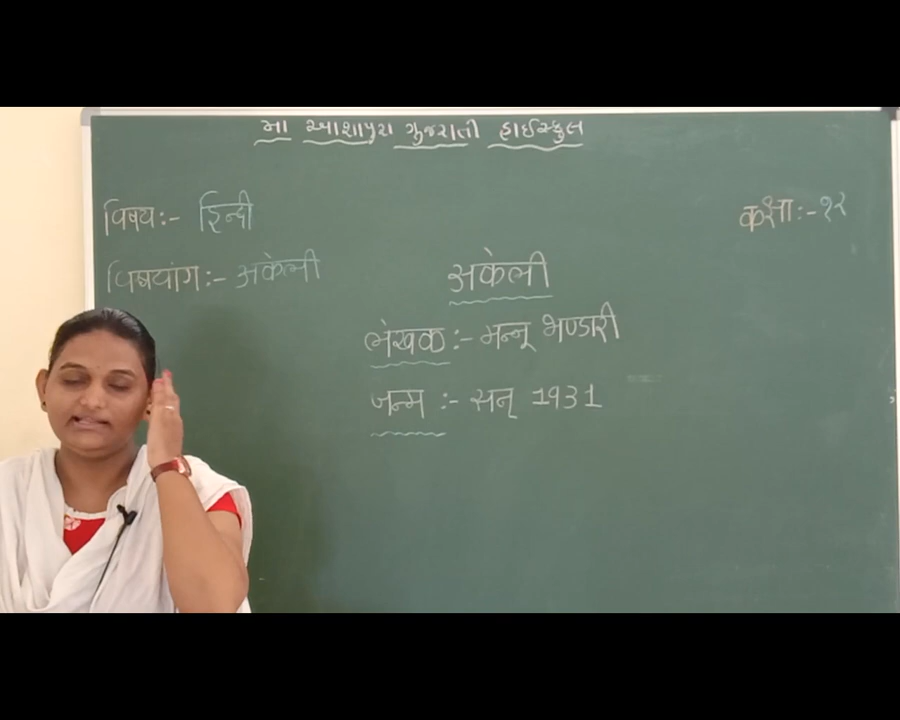 મા આશાપુરા ગુજરાતી હાઈસ્કુલ
विषय:- हिन्दी
कक्षा:- १२
विषयांग:- अकेली
अकेली
लेखक:- मन्नू भण्डारी
जन्म :- सन् 1931